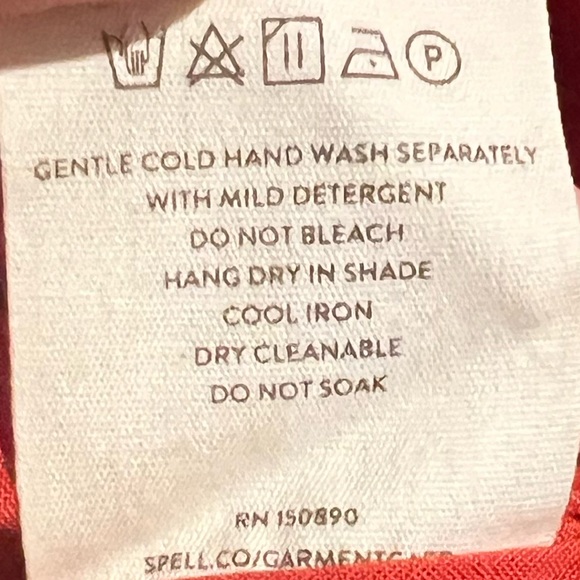 P
GENTLE COLD HAND WASH SEPARATELY
WITH MILD DETERGENT
DO NOT BLEACH
HANG DRY IN SHADE
COOL IRON
DRY CLEANABLE
DO NOT SOAK
RN 150890